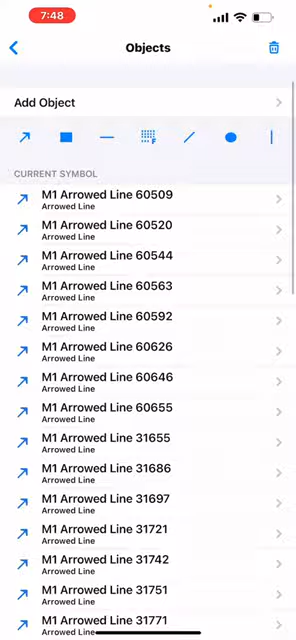 7:48
Objects
Add Object
F
CURRENT SYMBOL
M1 Arrowed Line 60509
Arrowed Line
M1 Arrowed Line 60520
Arrowed Line
M1 Arrowed Line 60544
Arrowed Line
M1 Arrowed Line 60563
Arrowed Line
M1 Arrowed Line 60592
Arrowed Line
M1 Arrowed Line 60626
Arrowed Line
M1 Arrowed Line 60646
Arrowed Line
M1 Arrowed Line 60655
Arrowed Line
M1 Arrowed Line 31655
Arrowed Line
M1 Arrowed Line 31686
Arrowed Line
M1 Arrowed Line 31697
Arrowed Line
M1 Arrowed Line 31721
Arrowed Line
M1 Arrowed Line 31742
Arrowed Line
M1 Arrowed Line 31751
Arrowed Line
M1 Arrowed Line 31771
Arrowed Line